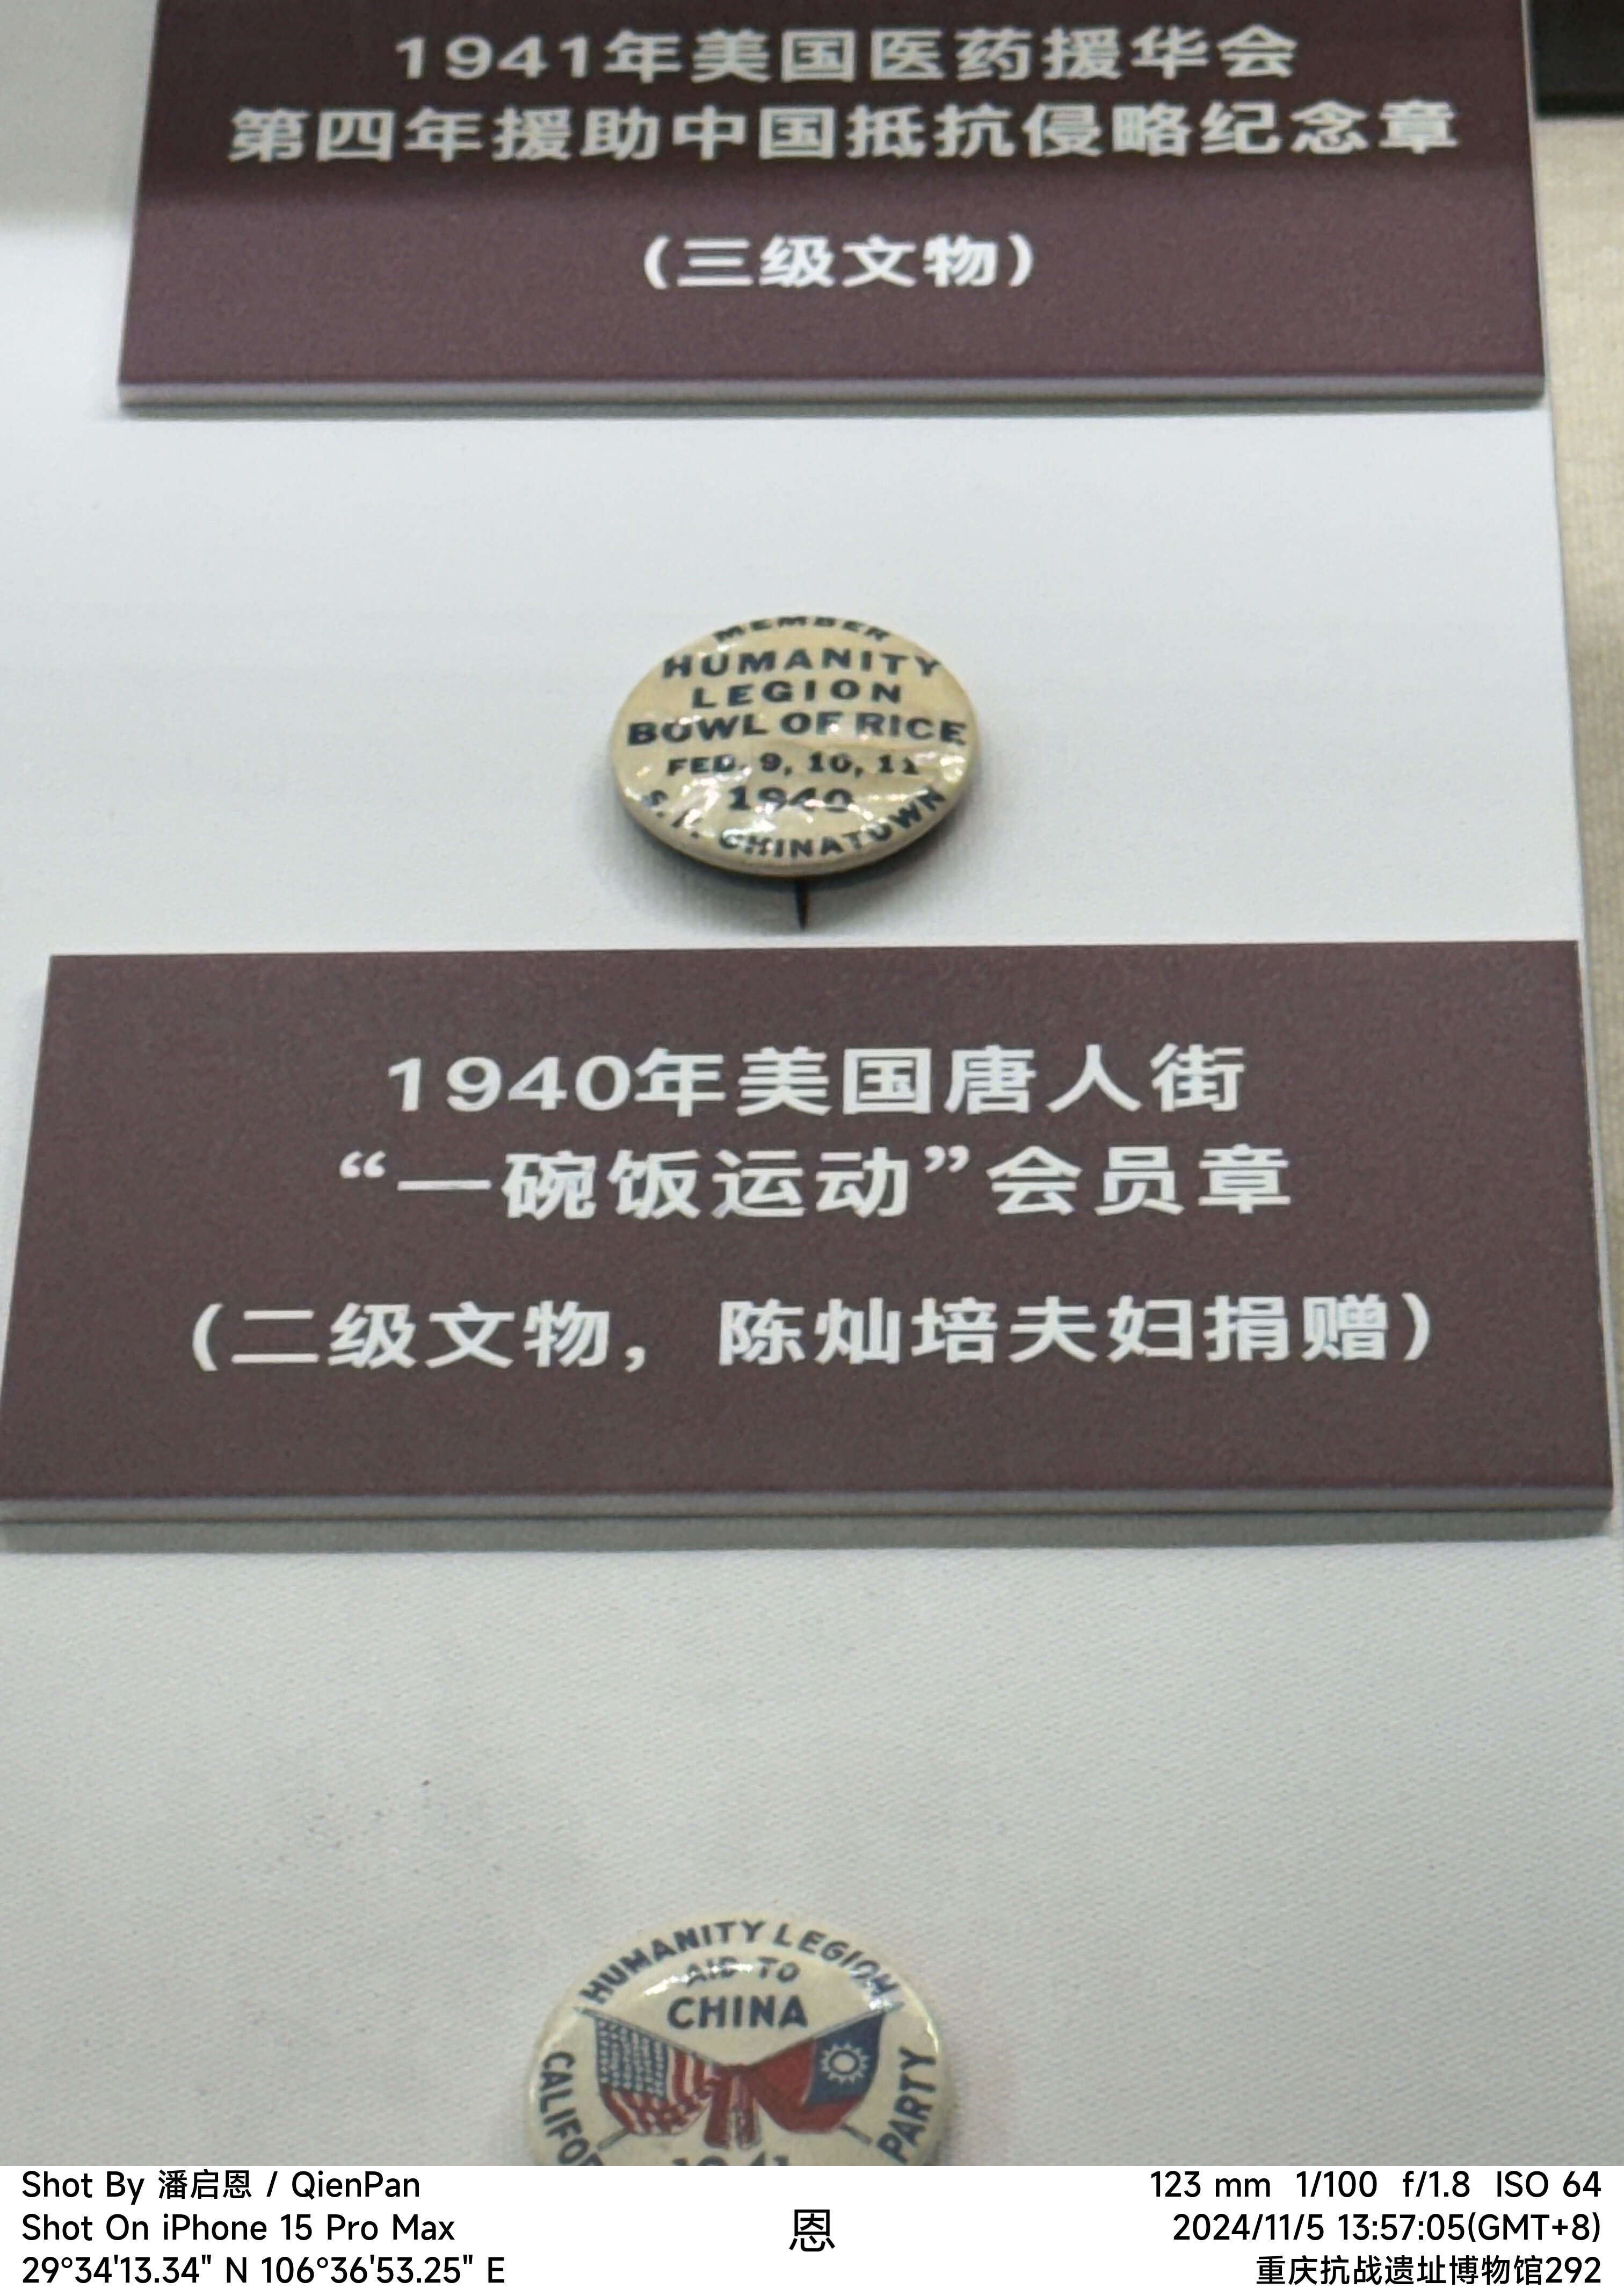 1941年美国医药援华会
第四年援助中国抵抗侵略纪念章
（三级文物）
MEMBER
HUMANITY
LEGION
BOWL OF RICE
FEB. 9, 10, 11
1940
S.F. CHINATOWN
1940年美国唐人街
“一碗饭运动”会员章
（二级文物，陈灿培夫妇捐赠）
HUMANITY LEGION
AID TO
CHINA
PARTY
Shot By 潘启恩 / QienPan
Shot On iPhone 15 Pro Max
29°34'13.34" N 106°36'53.25" E
恩
123 mm 1/100 f/1.8 ISO 64
2024/11/5 13:57:05(GMT+8)
重庆抗战遗址博物馆292